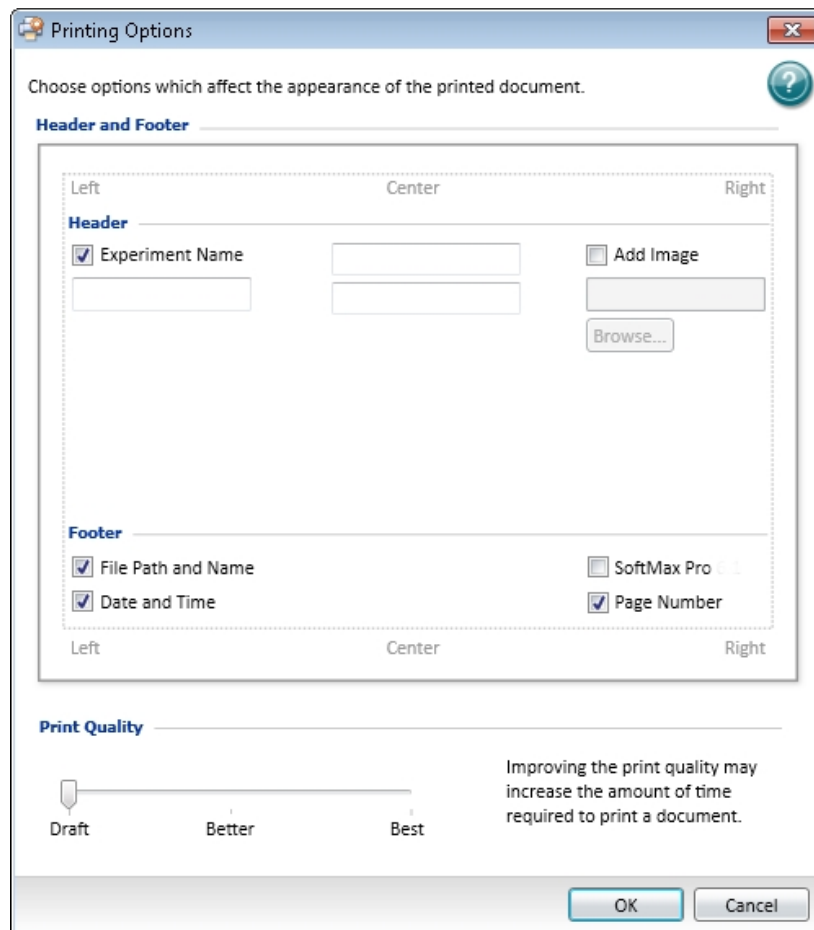 Printing Options
Choose options which affect the appearance of the printed document.
?
Header and Footer
Left Center Right
Header
Experiment Name Add Image
Browse...
Footer
File Path and Name SoftMax Pro
Date and Time Page Number
Left Center Right
Print Quality
Improving the print quality may
increase the amount of time
required to print a document.
Draft Better Best
OK Cancel